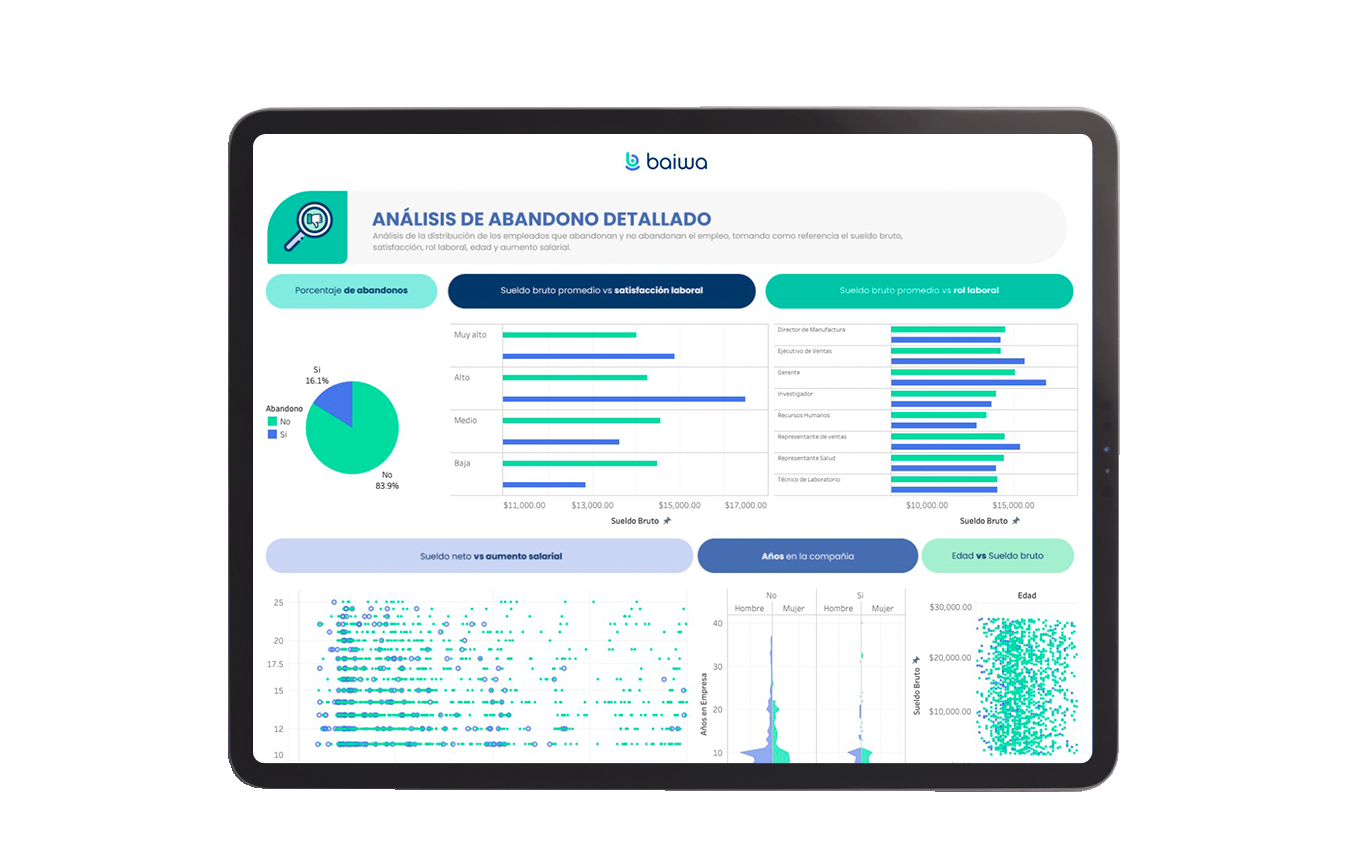 baiwa
ANÁLISIS DE ABANDONO DETALLADO
Análisis de la distribución de los empleados que abandonan y no abandonan el empleo, tomando como referencia el sueldo bruto,
satisfacción, rol laboral, edad y aumento salarial.
Porcentaje de abandonos
Sueldo bruto promedio vs satisfacción laboral
Sueldo bruto promedio vs rol laboral
Si
16.1%
Abandono
No
Si
No
83.9%
Muy alto
Alto
Medio
Baja
$11,000.00 $13,000.00 $15,000.00 $17,000.00
Sueldo Bruto
Director de Manufactura
Ejecutivo de Ventas
Gerente
Investigador
Recursos Humanos
Representante de ventas
Representante Salud
Técnico de Laboratorio
$10,000.00 $15,000.00
Sueldo Bruto
Sueldo neto vs aumento salarial
Años en la compañia
Edad vs Sueldo bruto
25
20
17.5
15
12
10
No Si
Hombre Mujer Hombre Mujer
Años en Empresa
40
30
20
10
Edad
Sueldo Bruto
$30,000.00
$20,000.00
$10,000.00